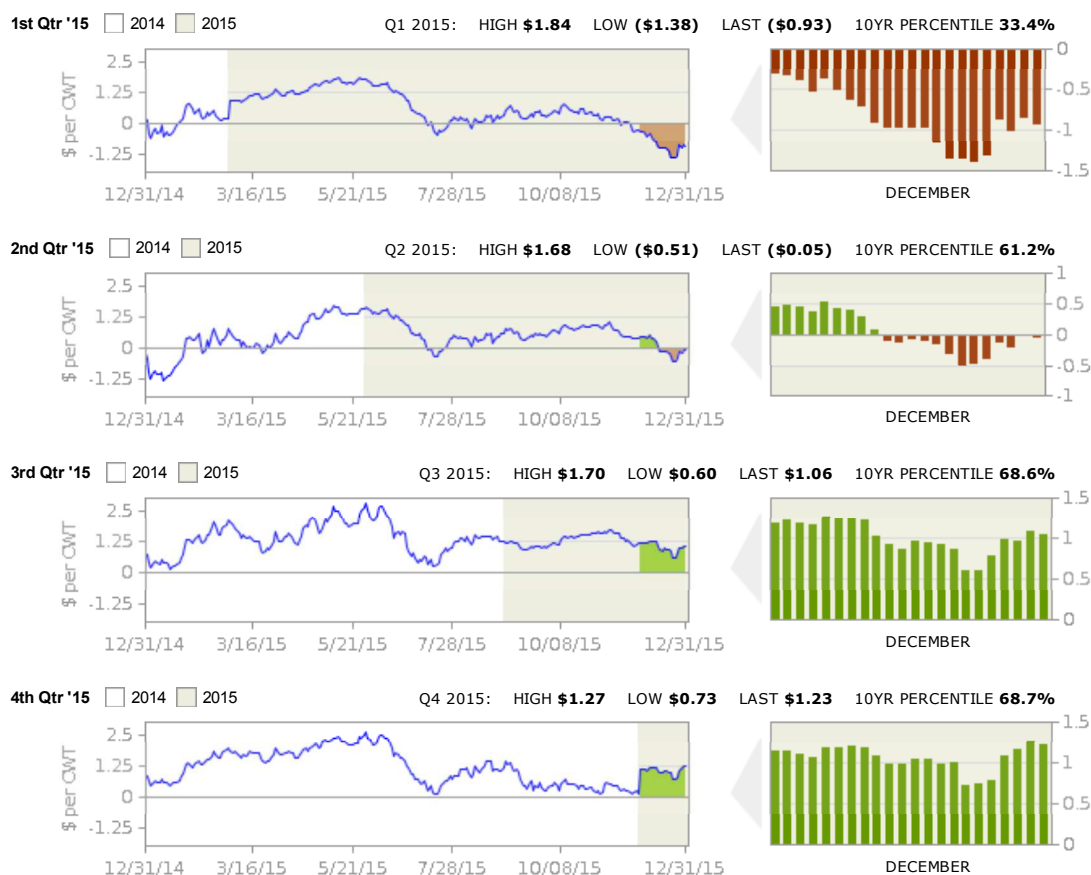 1st Qtr '15 2014 2015 Q1 2015: HIGH $1.84 LOW ($1.38) LAST ($0.93) 10YR PERCENTILE 33.4%
$ per CWT
2.5
1.25
0
-1.25
12/31/14 3/16/15 5/21/15 7/28/15 10/08/15 12/31/15
0
-0.5
-1
-1.5
DECEMBER
2nd Qtr '15 2014 2015 Q2 2015: HIGH $1.68 LOW ($0.51) LAST ($0.05) 10YR PERCENTILE 61.2%
$ per CWT
2.5
1.25
0
-1.25
12/31/14 3/16/15 5/21/15 7/28/15 10/08/15 12/31/15
1
0.5
0
-0.5
-1
DECEMBER
3rd Qtr '15 2014 2015 Q3 2015: HIGH $1.70 LOW $0.60 LAST $1.06 10YR PERCENTILE 68.6%
$ per CWT
2.5
1.25
0
-1.25
12/31/14 3/16/15 5/21/15 7/28/15 10/08/15 12/31/15
1.5
1
0.5
0
DECEMBER
4th Qtr '15 2014 2015 Q4 2015: HIGH $1.27 LOW $0.73 LAST $1.23 10YR PERCENTILE 68.7%
$ per CWT
2.5
1.25
0
-1.25
12/31/14 3/16/15 5/21/15 7/28/15 10/08/15 12/31/15
1.5
1
0.5
0
DECEMBER